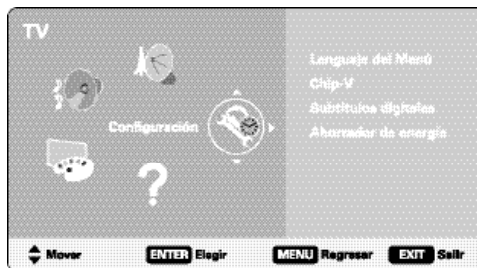 TV
Lenguaje del Menú
Chip-V
Subtítulos digitales
Ahorrador de energía
Configuración
?
Mover ENTER Elegir MENU Regresar EXIT Salir